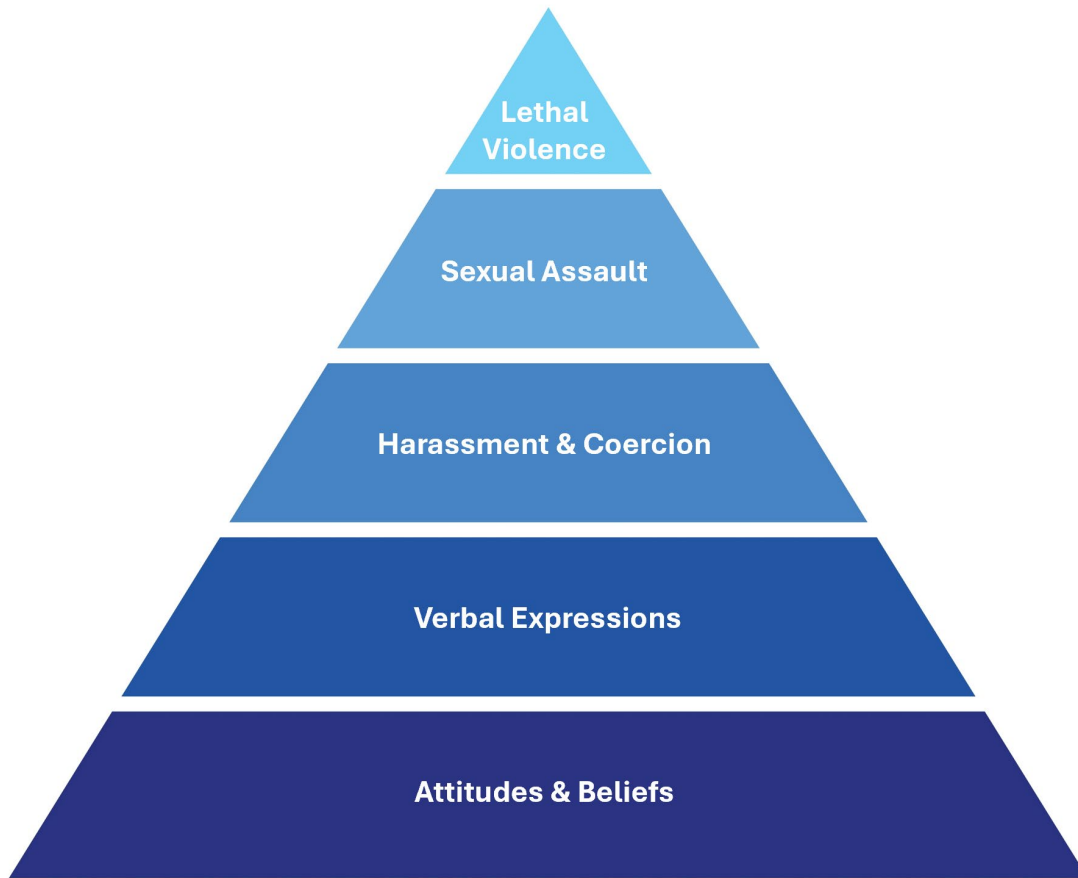 Lethal
Violence
Sexual Assault
Harassment & Coercion
Verbal Expressions
Attitudes & Beliefs